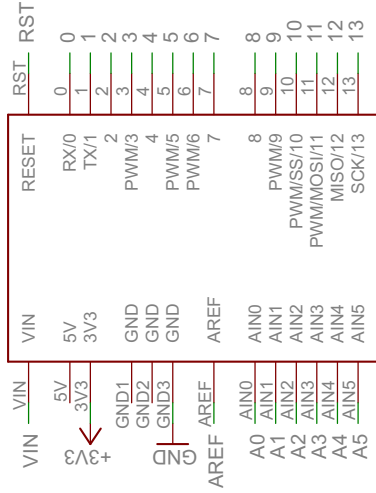 RST 0 1 2 3 4 5 6 7 8 9 10 11 12 13
RST 0 1 2 3 4 5 6 7 8 9 10 11 12 13
RESET RX/0 TX/1 2 PWM/3 4 PWM/5 PWM/6 7 8 PWM/9 PWM/SS/10 PWM/MOSI/11 MISO/12 SCK/13
VIN 5V 3V3 GND GND GND AREF AIN0 AIN1 AIN2 AIN3 AIN4 AIN5
VIN 5V 3V3 GND1 GND2 GND3 AREF AIN0 AIN1 AIN2 AIN3 AIN4 AIN5
VIN +3V3 GND AREF A0 A1 A2 A3 A4 A5